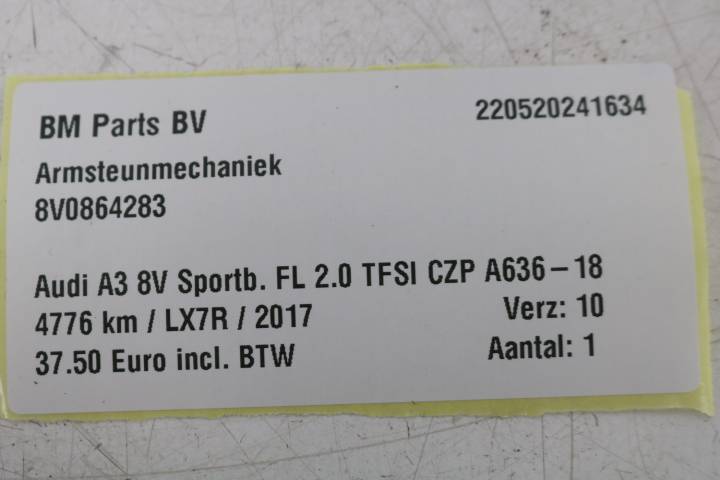 BM Parts BV 220520241634
Armsteunmechaniek
8V0864283
Audi A3 8V Sportb. FL 2.0 TFSI CZP A636-18
4776 km / LX7R / 2017 Verz: 10
37.50 Euro incl. BTW Aantal: 1